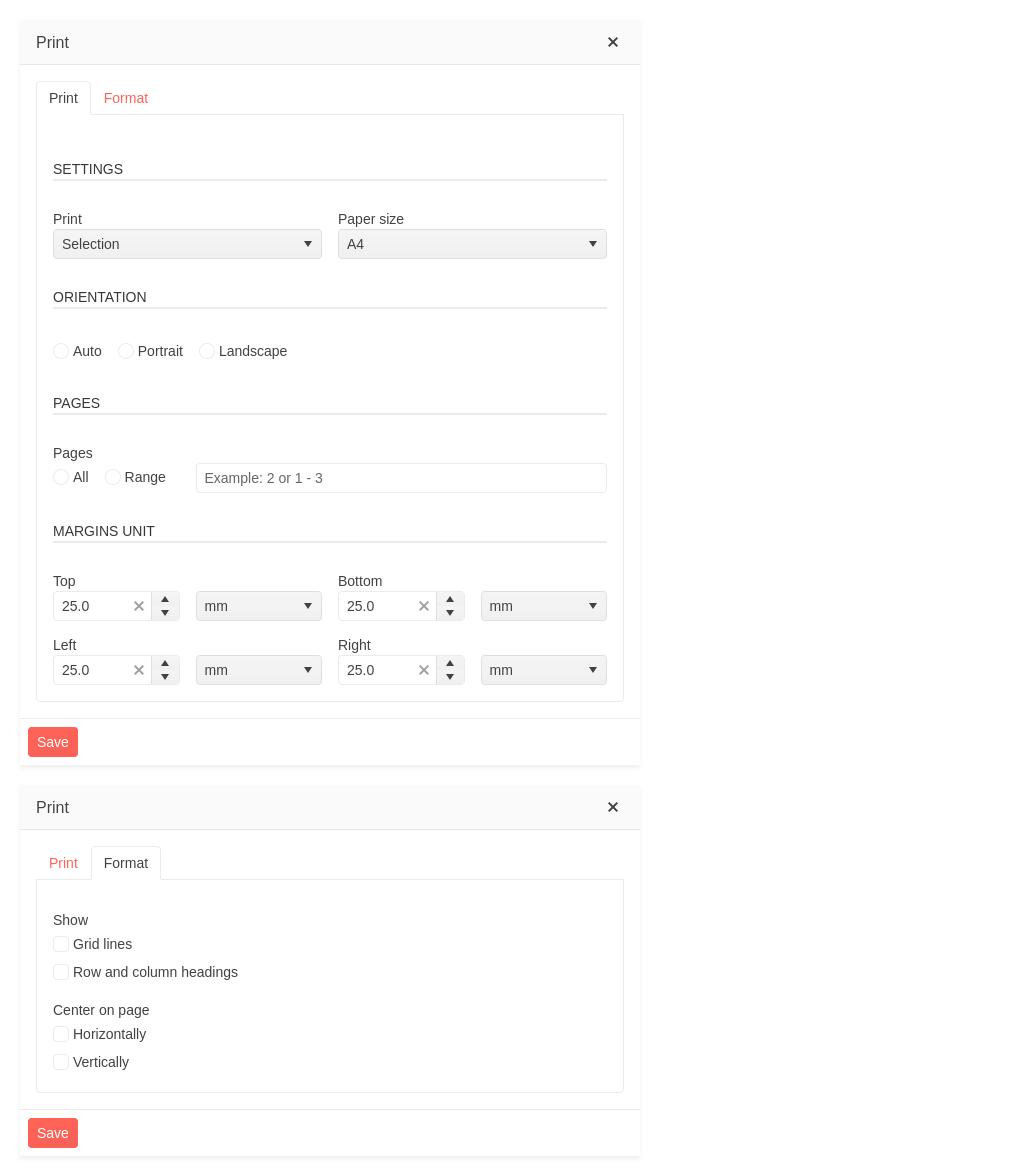 Print
Print Format
SETTINGS
Print Paper size
Selection A4
ORIENTATION
Auto Portrait Landscape
PAGES
Pages
All Range Example: 2 or 1 - 3
MARGINS UNIT
Top Bottom
25.0 mm 25.0 mm
Left Right
25.0 mm 25.0 mm
Save
Print
Print Format
Show
Grid lines
Row and column headings
Center on page
Horizontally
Vertically
Save